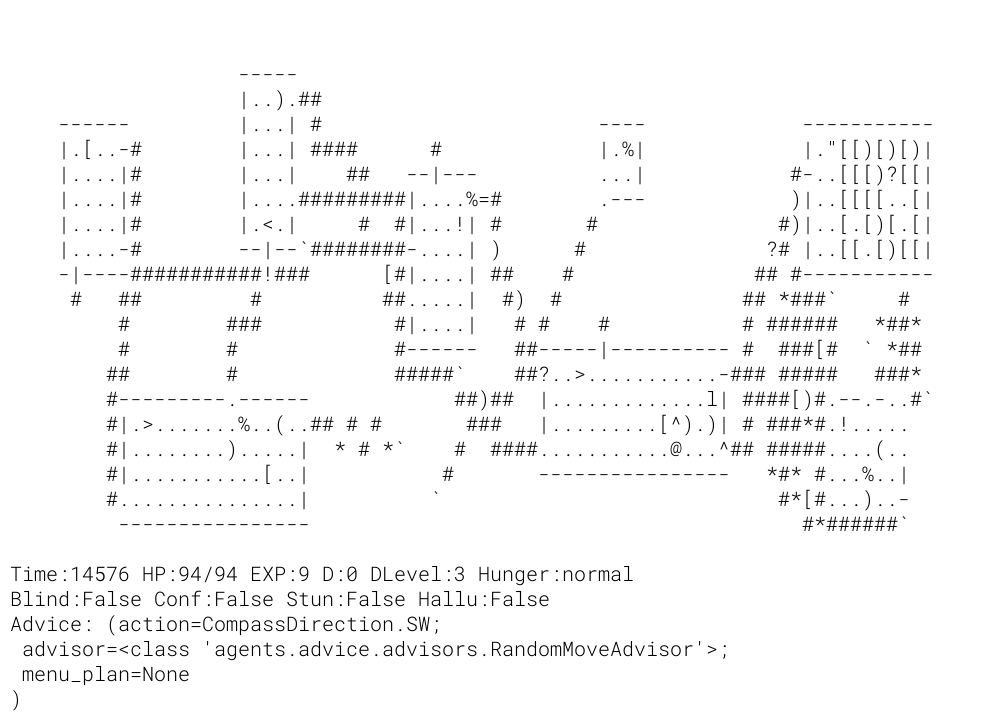 -----
                   |..).##
    ------         |...| #                       ----             -----------
    |.[..-#        |...| ####      #             |.%|             |."[[)[)[)|
    |....|#        |...|    ##   --|---          ...|            #-..[[[)?[[|
    |....|#        |....#########|....%=#        .---            )|..[[[[..[|
    |....|#        |.<.|     #  #|...!| #       #               #)|..[.[)[.[|
    |....-#        --|--`########-....| )      #               ?# |..[[.[)[[|
    -|----###########!###      [#|....| ##    #               ## #-----------
     #   ##         #          ##.....|  #)  #               ## *###`     #
         #        ###           #|....|   # #    #           # ######   *##*
         #        #             #------   ##-----|---------- #  ###[#  ` *##
        ##        #             #####`    ##?..>...........-### #####   ###*
        #---------.------            ##)##  |.............l| ####[)#.--.-..#`
        #|.>.......%..(..## # #       ###   |.........[^).)| # ###*#.!.....
        #|........).....|  * # *`    #  ####...........@...^## #####....(..
        #|...........[..|           #       ----------------   *#* #...%..|
        #...............|          `                            #*[#...)..-
         ----------------                                         #*######`
Time:14576 HP:94/94 EXP:9 D:0 DLevel:3 Hunger:normal
Blind:False Conf:False Stun:False Hallu:False
Advice: (action=CompassDirection.SW;
 advisor=<class 'agents.advice.advisors.RandomMoveAdvisor'>;
 menu_plan=None
)